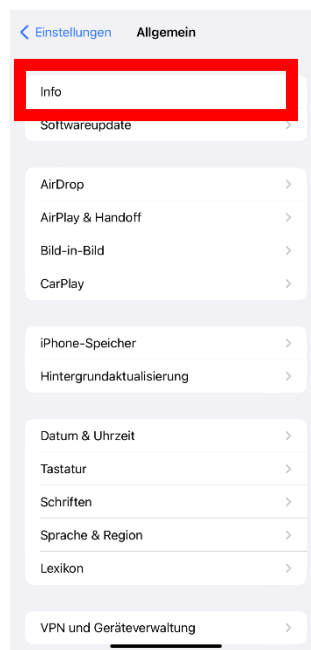 Einstellungen Allgemein
Info
Softwareupdate
AirDrop
AirPlay & Handoff
Bild-in-Bild
CarPlay
iPhone-Speicher
Hintergrundaktualisierung
Datum & Uhrzeit
Tastatur
Schriften
Sprache & Region
Lexikon
VPN und Geräteverwaltung